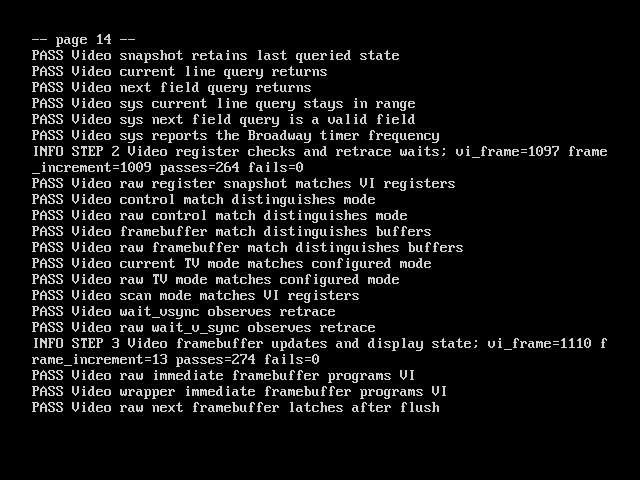 -- page 14 --
PASS Video snapshot retains last queried state
PASS Video current line query returns
PASS Video next field query returns
PASS Video sys current line query stays in range
PASS Video sys next field query is a valid field
PASS Video sys reports the Broadway timer frequency
INFO STEP 2 Video register checks and retrace waits; vi_frame=1097 frame
_increment=1009 passes=264 fails=0
PASS Video raw register snapshot matches VI registers
PASS Video control match distinguishes mode
PASS Video raw control match distinguishes mode
PASS Video framebuffer match distinguishes buffers
PASS Video raw framebuffer match distinguishes buffers
PASS Video current TV mode matches configured mode
PASS Video raw TV mode matches configured mode
PASS Video scan mode matches VI registers
PASS Video wait_vsync observes retrace
PASS Video raw wait_v_sync observes retrace
INFO STEP 3 Video framebuffer updates and display state; vi_frame=1110 f
rame_increment=13 passes=274 fails=0
PASS Video raw immediate framebuffer programs VI
PASS Video wrapper immediate framebuffer programs VI
PASS Video raw next framebuffer latches after flush